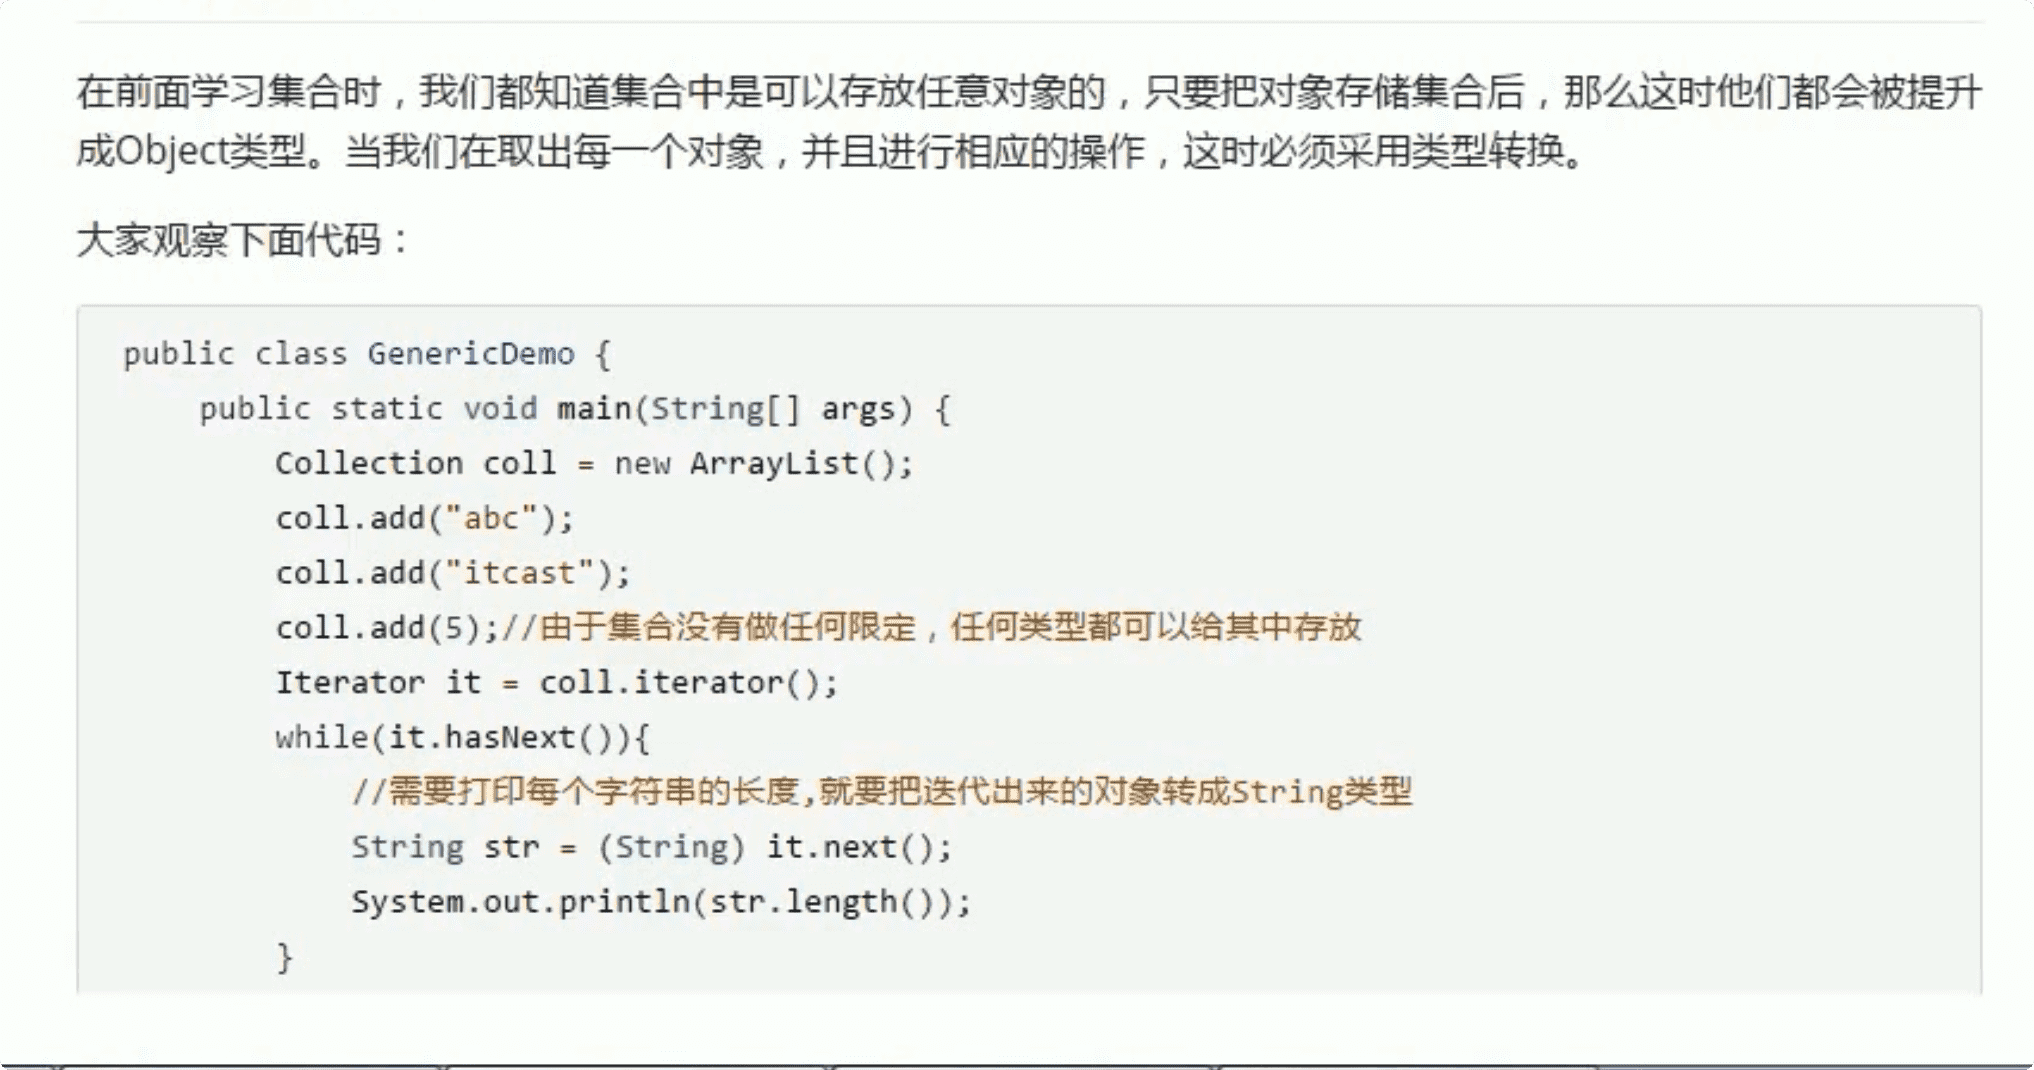 在前面学习集合时，我们都知道集合中是可以存放任意对象的，只要把对象存储集合后，那么这时他们都会被提升
成Object类型。当我们在取出每一个对象，并且进行相应的操作，这时必须采用类型转换。
大家观察下面代码：
public class GenericDemo {
    public static void main(String[] args) {
        Collection coll = new ArrayList();
        coll.add("abc");
        coll.add("itcast");
        coll.add(5);//由于集合没有做任何限定，任何类型都可以给其中存放
        Iterator it = coll.iterator();
        while(it.hasNext()){
            //需要打印每个字符串的长度,就要把迭代出来的对象转成String类型
            String str = (String) it.next();
            System.out.println(str.length());
        }